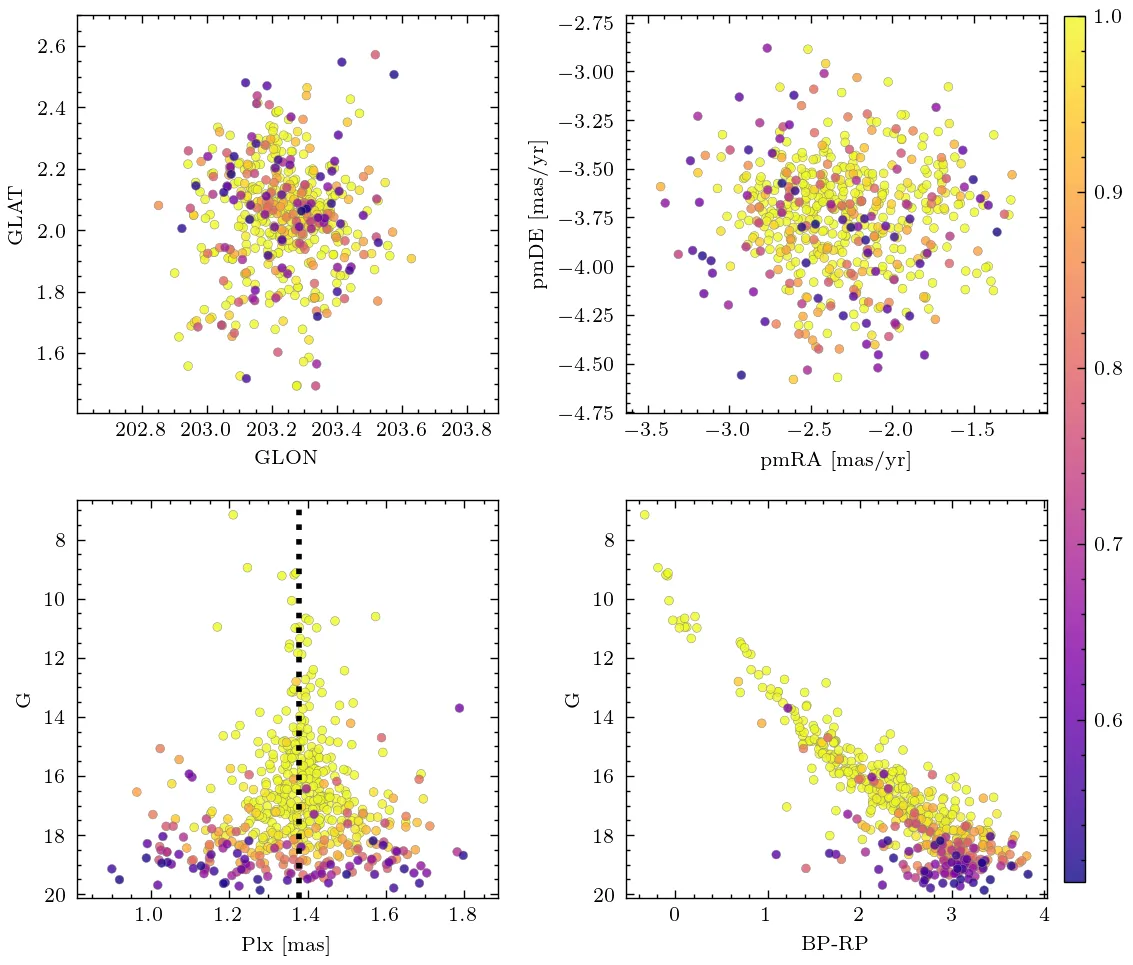 2.6
2.4
2.2
2.0
1.8
1.6
GLAT
202.8 203.0 203.2 203.4 203.6 203.8
GLON
−2.75
−3.00
−3.25
−3.50
−3.75
−4.00
−4.25
−4.50
−4.75
pmDE [mas/yr]
−3.5 −3.0 −2.5 −2.0 −1.5
pmRA [mas/yr]
1.0
0.9
0.8
0.7
0.6
8
10
12
14
16
18
20
G
1.0 1.2 1.4 1.6 1.8
Plx [mas]
8
10
12
14
16
18
20
G
0 1 2 3 4
BP-RP